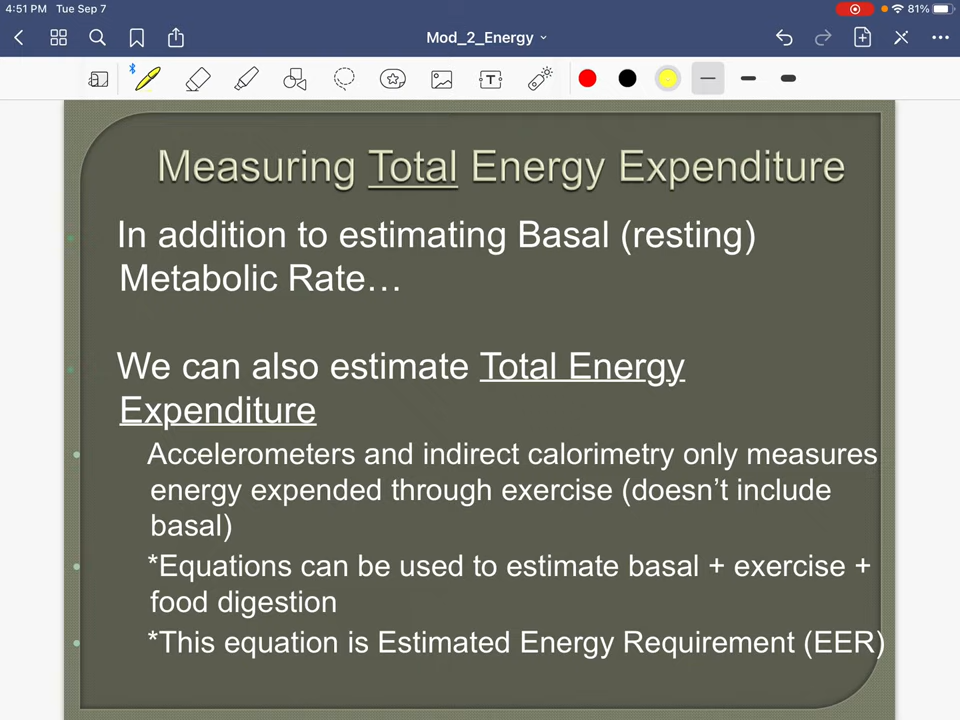 4:51 PM Tue Sep 7
81%
Mod_2_Energy
T
Measuring Total Energy Expenditure
• In addition to estimating Basal (resting)
Metabolic Rate…
• We can also estimate Total Energy
Expenditure
• Accelerometers and indirect calorimetry only measures
energy expended through exercise (doesn’t include
basal)
• *Equations can be used to estimate basal + exercise +
food digestion
• *This equation is Estimated Energy Requirement (EER)